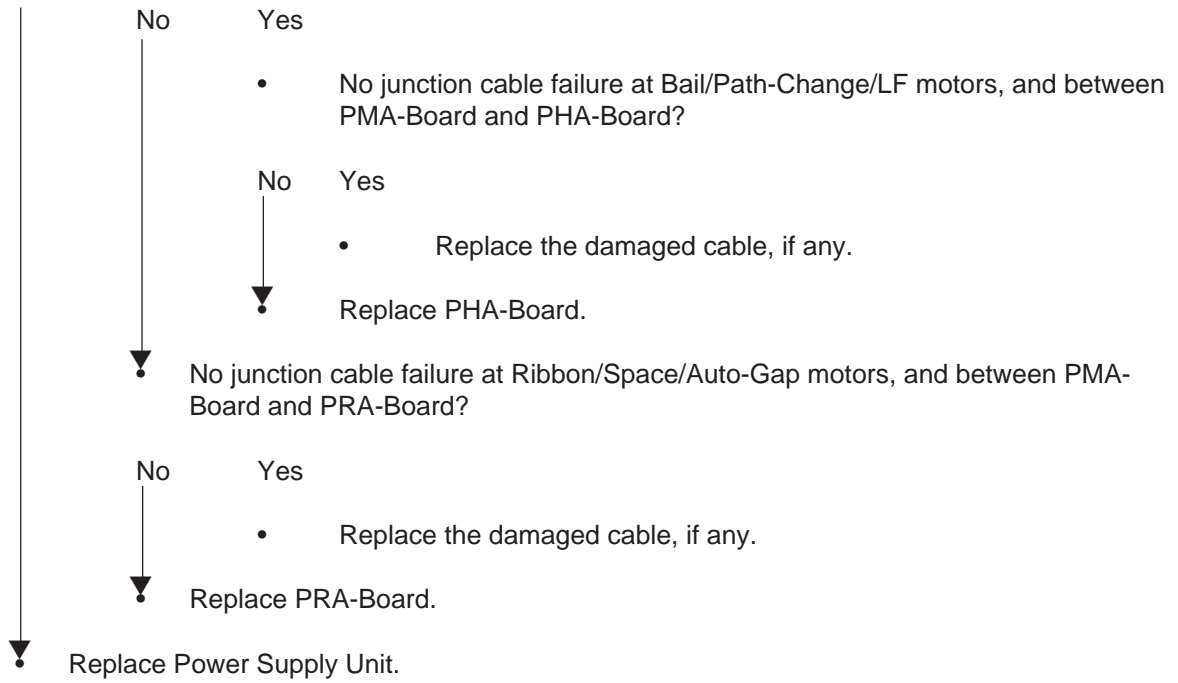 No Yes
• No junction cable failure at Bail/Path-Change/LF motors, and between
PMA-Board and PHA-Board?
No Yes
• Replace the damaged cable, if any.
• Replace PHA-Board.
• No junction cable failure at Ribbon/Space/Auto-Gap motors, and between PMA-
Board and PRA-Board?
No Yes
• Replace the damaged cable, if any.
• Replace PRA-Board.
• Replace Power Supply Unit.